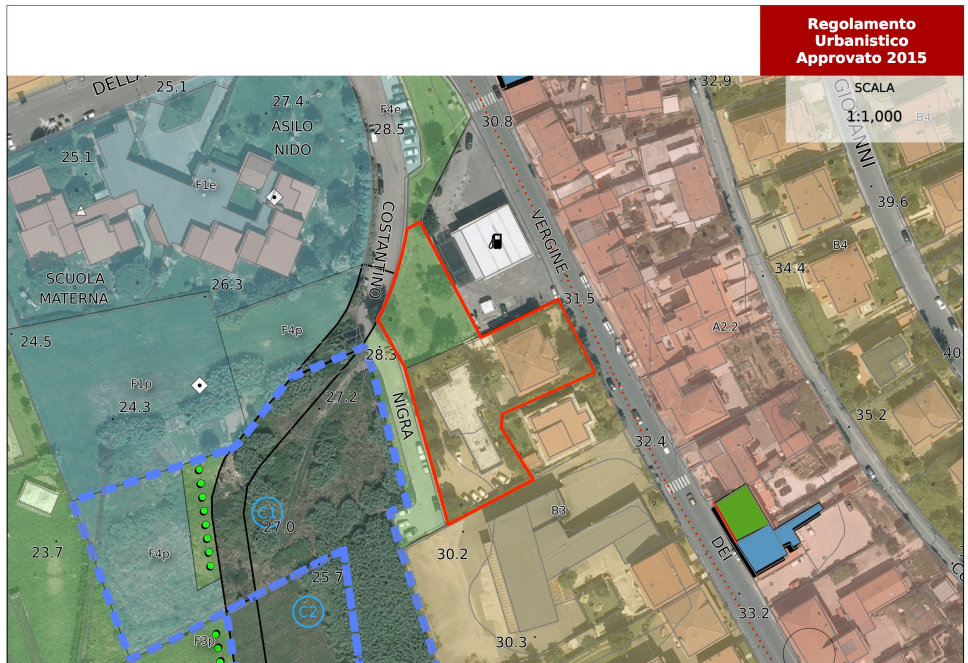 Regolamento
Urbanistico
Approvato 2015
SCALA
1:1,000
DELLA
25.1
27.4
ASILO
NIDO
F4e
28.5
30.8
32.9
GIOVANNI
B4
25.1
F1e
39.6
COSTANTINO
VERGINE
B4
SCUOLA
MATERNA
26.3
34.4
31.5
24.5
F4p
A2.2
28.3
40
F1p
24.3
27.2
NIGRA
35.2
32.4
C1
27.0
B3
23.7
F4p
30.2
DEI
25.7
C2
33.2
F3p
30.3